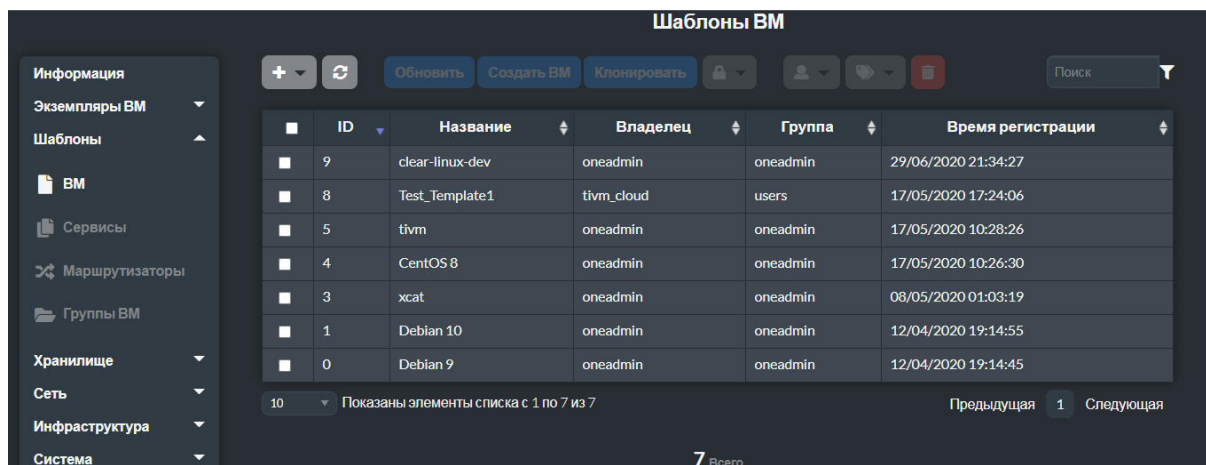 Шаблоны ВМ
Информация
Экземпляры ВМ
Шаблоны
ВМ
Сервисы
Маршрутизаторы
Группы ВМ
Хранилище
Сеть
Инфраструктура
Система
+ Обновить Создать ВМ Клонировать Поиск
ID Название Владелец Группа Время регистрации
9 clear-linux-dev oneadmin oneadmin 29/06/2020 21:34:27
8 Test_Template1 tivm_cloud users 17/05/2020 17:24:06
5 tivm oneadmin oneadmin 17/05/2020 10:28:26
4 CentOS 8 oneadmin oneadmin 17/05/2020 10:26:30
3 xcat oneadmin oneadmin 08/05/2020 01:03:19
1 Debian 10 oneadmin oneadmin 12/04/2020 19:14:55
0 Debian 9 oneadmin oneadmin 12/04/2020 19:14:45
10 Показаны элементы списка с 1 по 7 из 7 Предыдущая 1 Следующая
7 Всего